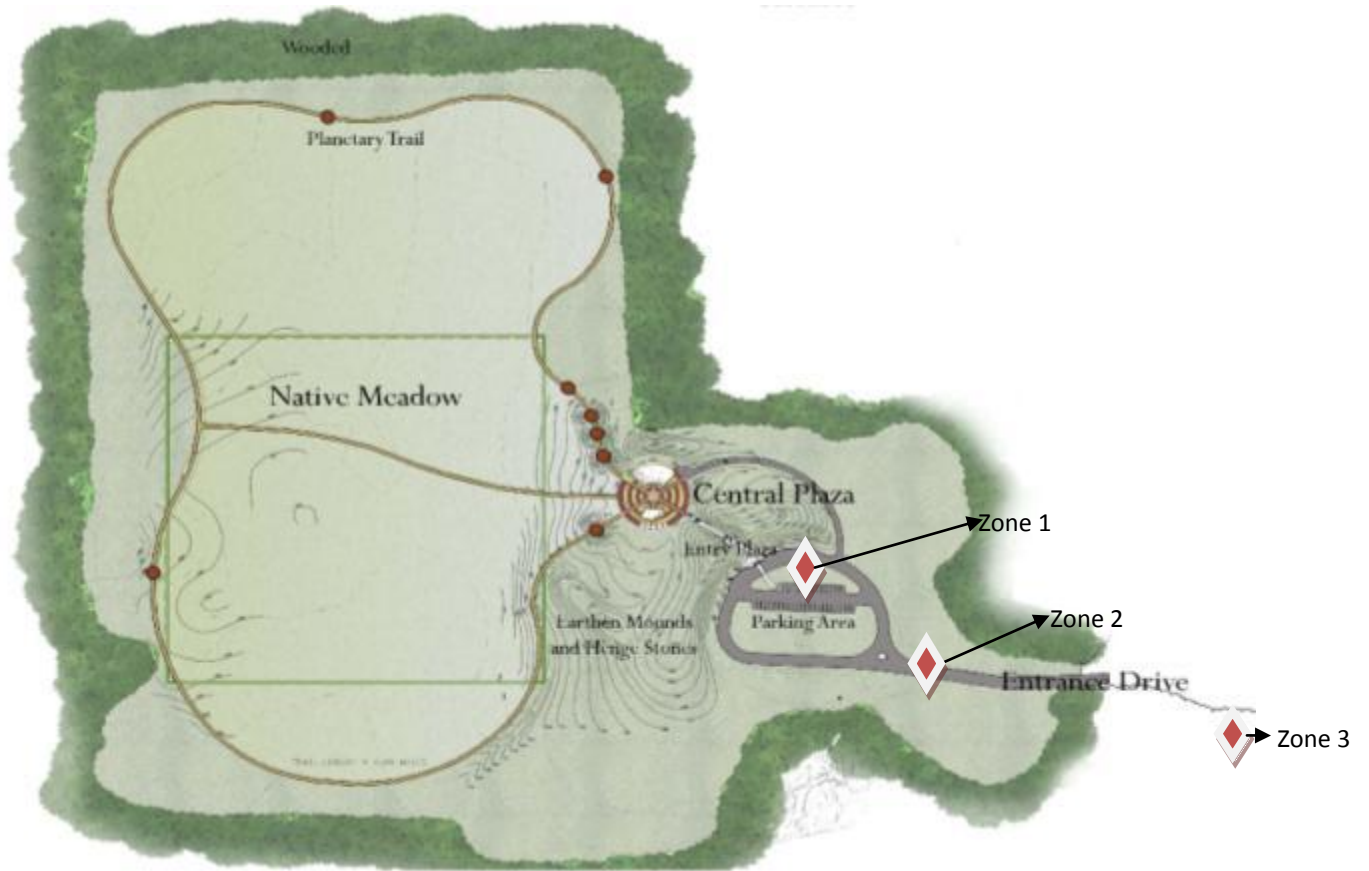 Wooded
Planetary Trail
Native Meadow
Central Plaza
Zone 1
Entry Plaza
Zone 2
Earthen Mounds
and Henge Stones
Parking Area
Entrance Drive
Zone 3